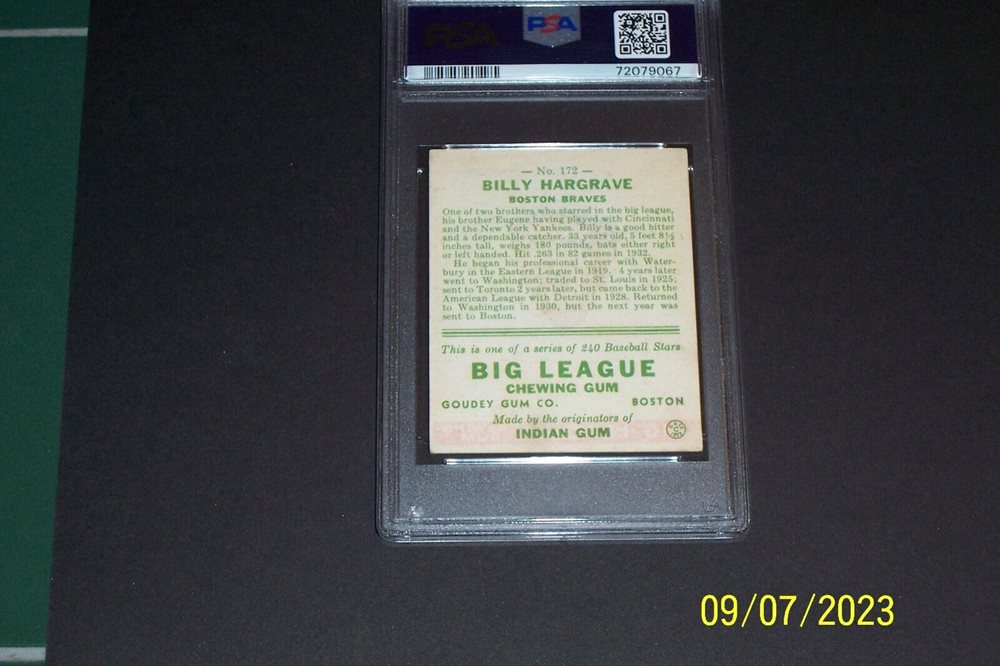 PSA
72079067
— No. 172 —
BILLY HARGRAVE
BOSTON BRAVES
One of two brothers who starred in the big league,
his brother Eugene having played with Cincinnati
and the New York Yankees. Billy is a good hitter
and a dependable catcher. 33 years old, 5 feet 8½
inches tall, weighs 180 pounds, bats either right
or left handed. Hit .263 in 82 games in 1932.
He began his professional career with Water-
bury in the Eastern League in 1919. 4 years later
went to Washington; traded to St. Louis in 1925;
sent to Toronto 2 years later, but came back to the
American League with Detroit in 1928. Returned
to Washington in 1930, but the next year was
sent to Boston.
This is one of a series of 240 Baseball Stars
BIG LEAGUE
CHEWING GUM
GOUDEY GUM CO. BOSTON
Made by the originators of
INDIAN GUM
09/07/2023